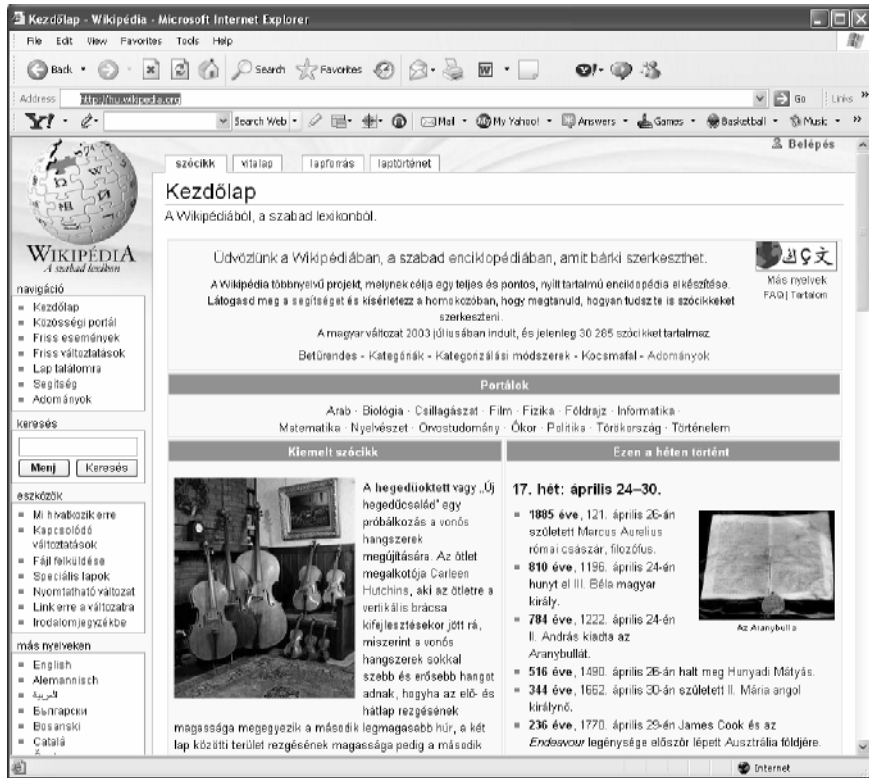 Kezdőlap - Wikipédia - Microsoft Internet Explorer
File Edit View Favorites Tools Help
Back Search Favorites
Address http://hu.wikipedia.org Go Links »
Y! Search Web Mail My Yahoo! Answers Games Basketball Music »
Belépés
szócikk vitalap lapforrás laptörténet
Kezdőlap
A Wikipédiából, a szabad lexikonból.
WIKIPÉDIA
A szabad lexikon
navigáció
Kezdőlap
Közösségi portál
Friss események
Friss változtatások
Lap találomra
Segítség
Adományok
keresés
Menj Keresés
eszközök
Mi hivatkozik erre
Kapcsolódó
változtatások
Fájl felküldése
Speciális lapok
Nyomtatható változat
Link erre a változatra
Irodalomjegyzékbe
más nyelveken
English
Alemannisch
العربية
Български
Bosanski
Català
Üdvözlünk a Wikipédiában, a szabad enciklopédiában, amit bárki szerkeszthet.
A Wikipédia többnyelvű projekt, melynek célja egy teljes és pontos, nyílt tartalmú enciklopédia elkészítése.
Látogasd meg a segítséget és kísérletezz a homokozóban, hogy megtanuld, hogyan tudsz te is szócikkeket
szerkeszteni.
A magyar változat 2003 júliusában indult, és jelenleg 30 285 szócikket tartalmaz.
Betűrendes - Kategóriák - Kategorizálási módszerek - Kocsmafal - Adományok
Más nyelvek
FAQ | Tartalom
Portálok
Arab · Biológia · Csillagászat · Film · Fizika · Földrajz · Informatika ·
Matematika · Nyelvészet · Orvostudomány · Ókor · Politika · Törökország · Történelem
Kiemelt szócikk
A hegedűoktett vagy „Új
hegedűcsalád" egy
próbálkozás a vonós
hangszerek
megújítására. Az ötlet
megalkotója Carleen
Hutchins, aki az ötletre a
vertikális brácsa
kifejlesztésekor jött rá,
miszerint a vonós
hangszerek sokkal
szebb és erősebb hangot
adnak, hogyha az elő- és
hátlap rezgésének
magassága megegyezik a második legmagasabb húr, a két
lap közötti terület rezgésének magassága pedig a második
Ezen a héten történt
17. hét: április 24–30.
1885 éve, 121. április 26-án
született Marcus Aurelius
római császár, filozófus.
810 éve, 1196. április 24-én
hunyt el III. Béla magyar
király.
784 éve, 1222. április 24-én
II. András kiadta az
Aranybullát.
Az Aranybulla
516 éve, 1490. április 26-án halt meg Hunyadi Mátyás.
344 éve, 1662. április 30-án született II. Mária angol
királynő.
236 éve, 1770. április 29-én James Cook és az
Endeavour legénysége először lépett Ausztrália földjére.
Internet